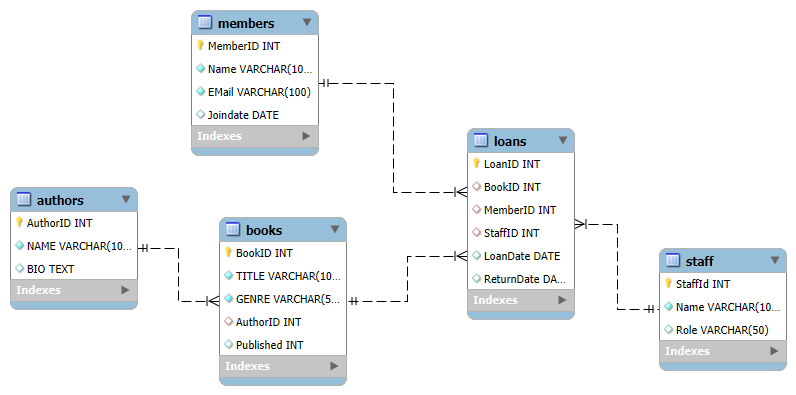 members
MemberID INT
Name VARCHAR(10...
EMail VARCHAR(100)
Joindate DATE
Indexes
authors
AuthorID INT
NAME VARCHAR(10...
BIO TEXT
Indexes
books
BookID INT
TITLE VARCHAR(10...
GENRE VARCHAR(5...
AuthorID INT
Published INT
Indexes
loans
LoanID INT
BookID INT
MemberID INT
StaffID INT
LoanDate DATE
ReturnDate DA...
Indexes
staff
StaffId INT
Name VARCHAR(10...
Role VARCHAR(50)
Indexes